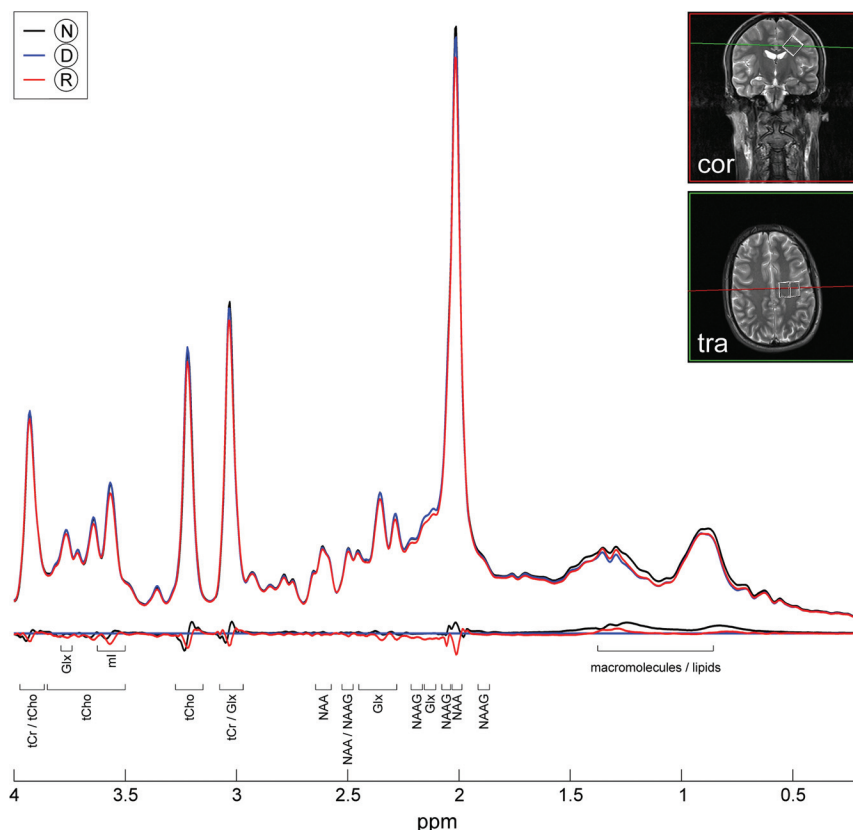 N
D
R
cor
tra
Glx
mI
macromolecules / lipids
tCr / tCho
tCho
tCho
tCr / Glx
NAA
NAA / NAAG
Glx
NAAG
Glx
NAAG
NAA
NAAG
4 3.5 3 2.5 2 1.5 1 0.5
ppm